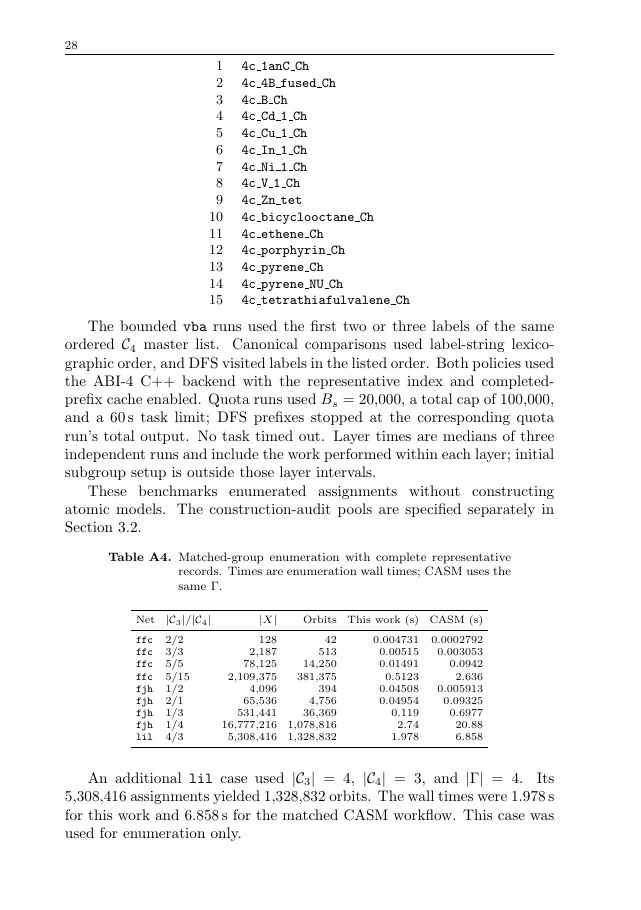 28
1 4c_1anC_Ch
2 4c_4B_fused_Ch
3 4c_B_Ch
4 4c_Cd_1_Ch
5 4c_Cu_1_Ch
6 4c_In_1_Ch
7 4c_Ni_1_Ch
8 4c_V_1_Ch
9 4c_Zn_tet
10 4c_bicyclooctane_Ch
11 4c_ethene_Ch
12 4c_porphyrin_Ch
13 4c_pyrene_Ch
14 4c_pyrene_NU_Ch
15 4c_tetrathiafulvalene_Ch
The bounded vba runs used the first two or three labels of the same
ordered C₄ master list. Canonical comparisons used label-string lexico-
graphic order, and DFS visited labels in the listed order. Both policies used
the ABI-4 C++ backend with the representative index and completed-
prefix cache enabled. Quota runs used Bₛ = 20,000, a total cap of 100,000,
and a 60 s task limit; DFS prefixes stopped at the corresponding quota
run's total output. No task timed out. Layer times are medians of three
independent runs and include the work performed within each layer; initial
subgroup setup is outside those layer intervals.
These benchmarks enumerated assignments without constructing
atomic models. The construction-audit pools are specified separately in
Section 3.2.
Table A4. Matched-group enumeration with complete representative
records. Times are enumeration wall times; CASM uses the
same Γ.
Net |C₃|/|C₄| |X| Orbits This work (s) CASM (s)
ffc 2/2 128 42 0.004731 0.0002792
ffc 3/3 2,187 513 0.00515 0.003053
ffc 5/5 78,125 14,250 0.01491 0.0942
ffc 5/15 2,109,375 381,375 0.5123 2.636
fjh 1/2 4,096 394 0.04508 0.005913
fjh 2/1 65,536 4,756 0.04954 0.09325
fjh 1/3 531,441 36,369 0.119 0.6977
fjh 1/4 16,777,216 1,078,816 2.74 20.88
lil 4/3 5,308,416 1,328,832 1.978 6.858
An additional lil case used |C₃| = 4, |C₄| = 3, and |Γ| = 4. Its
5,308,416 assignments yielded 1,328,832 orbits. The wall times were 1.978 s
for this work and 6.858 s for the matched CASM workflow. This case was
used for enumeration only.